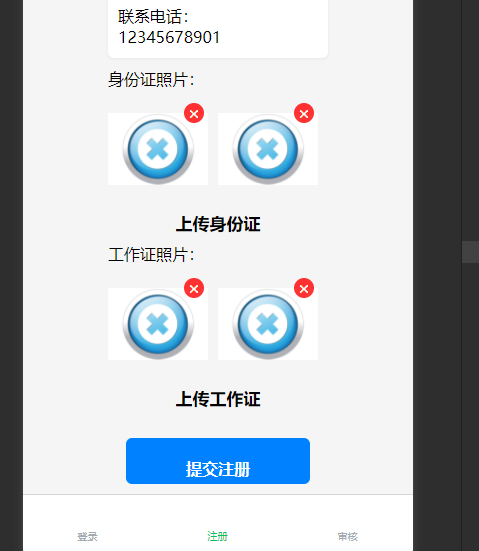 联系电话：
12345678901
身份证照片：
上传身份证
工作证照片：
上传工作证
提交注册
登录
注册
审核